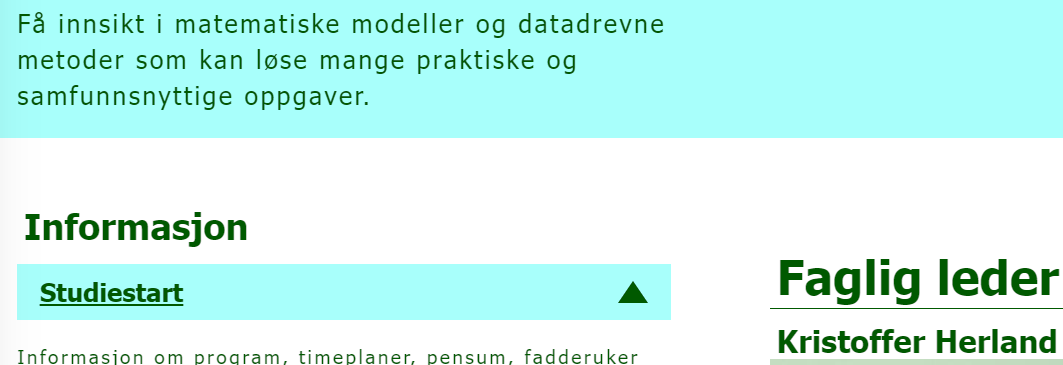 Få innsikt i matematiske modeller og datadrevne
metoder som kan løse mange praktiske og
samfunnsnyttige oppgaver.
Informasjon
Studiestart
Informasjon om program, timeplaner, pensum, fadderuker
Faglig leder
Kristoffer Herland